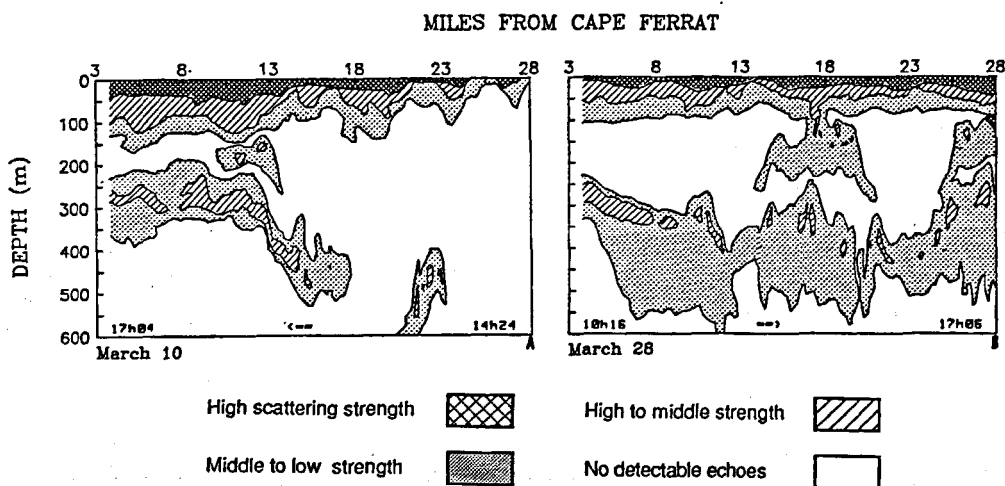 MILES FROM CAPE FERRAT
3 8 13 18 23 28
3 8 13 18 23 28
DEPTH (m)
0
100
200
300
400
500
600
17h04 <== 14h24
10h16 ==> 17h06
A
B
March 10
March 28
High scattering strength
High to middle strength
Middle to low strength
No detectable echoes